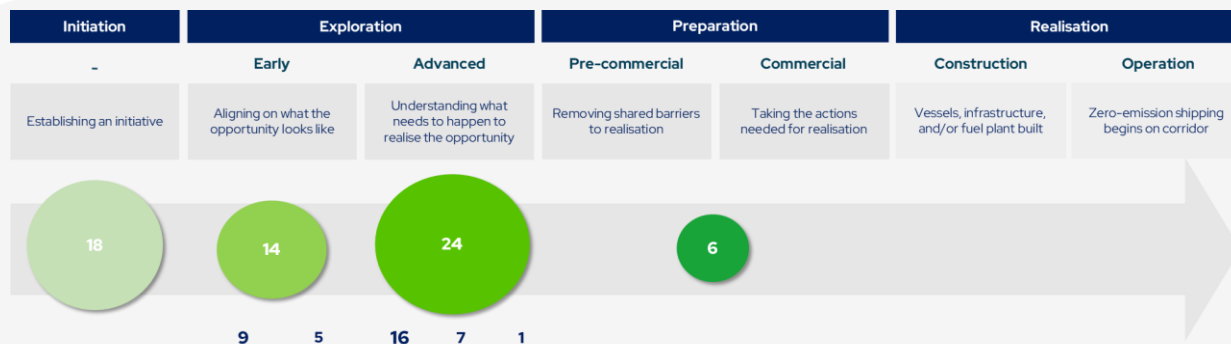 Initiation
Exploration
Preparation
Realisation
-
Early
Advanced
Pre-commercial
Commercial
Construction
Operation
Establishing an initiative
Aligning on what the
opportunity looks like
Understanding what
needs to happen to
realise the opportunity
Removing shared barriers
to realisation
Taking the actions
needed for realisation
Vessels, infrastructure,
and/or fuel plant built
Zero-emission shipping
begins on corridor
18
14
24
6
9
5
16
7
1